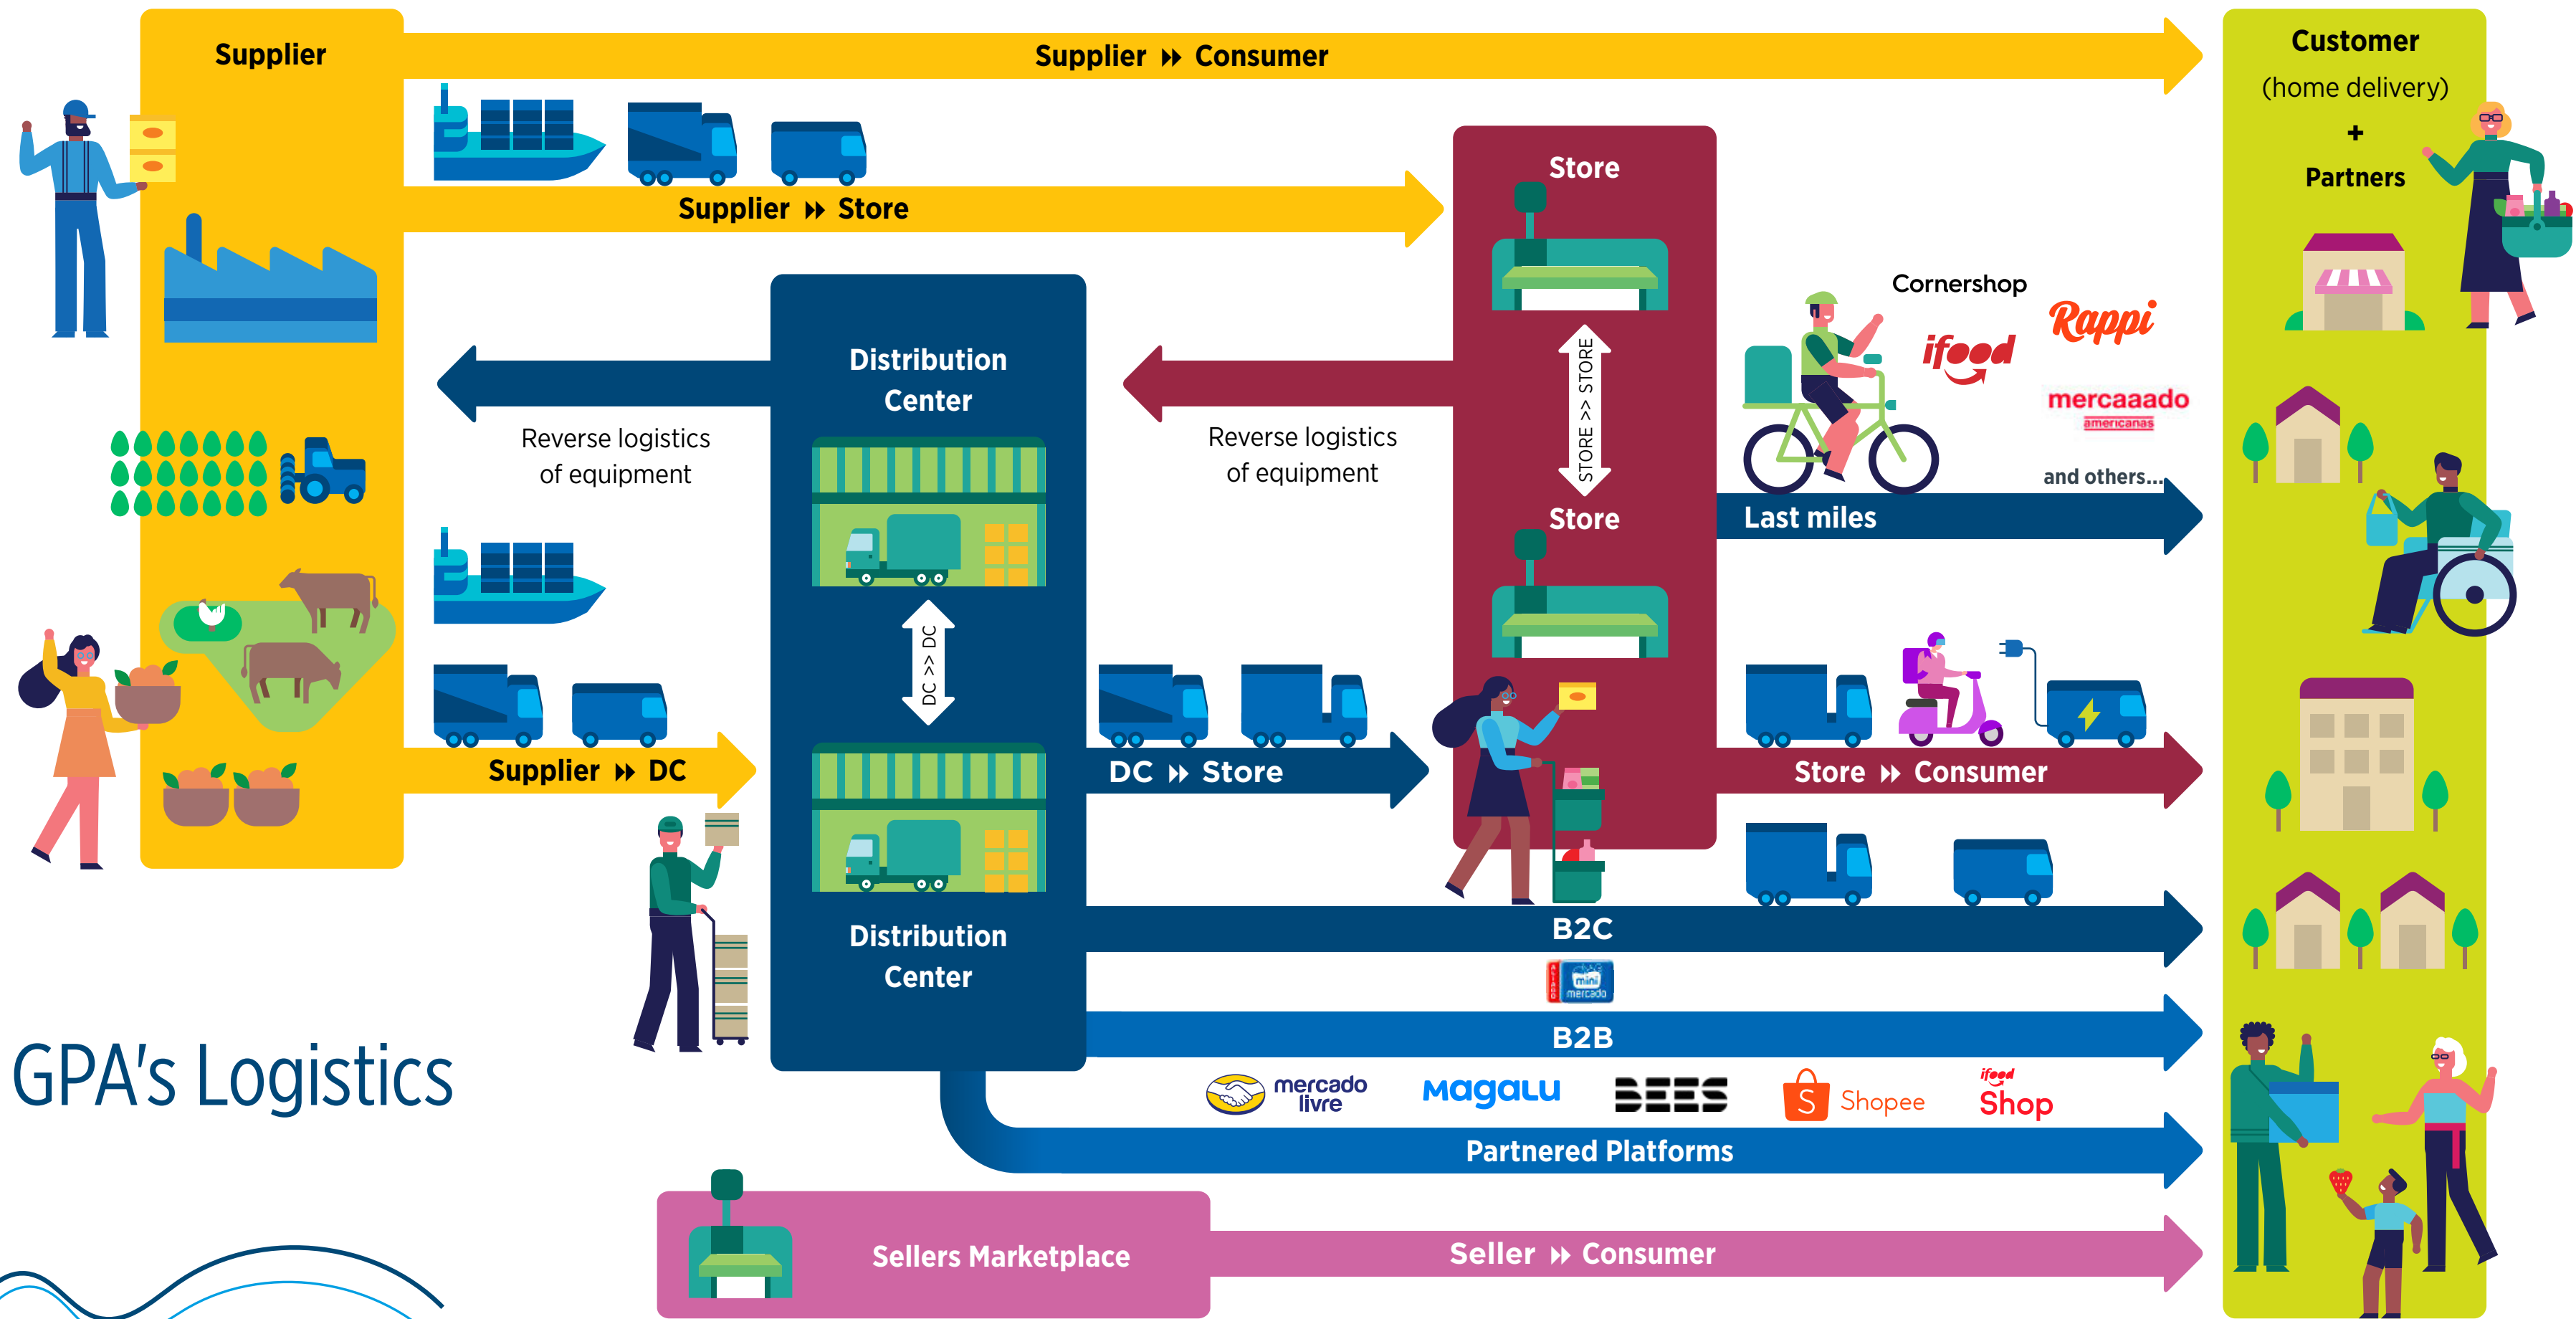 Supplier
Supplier >> Consumer
Customer
(home delivery)
+
Partners
Supplier >> Store
Store
STORE >> STORE
Store
Cornershop
Rappi
ifood
mercaaado
americanas
and others...
Last miles
Distribution
Center
Reverse logistics
of equipment
Reverse logistics
of equipment
DC >> DC
Supplier >> DC
DC >> Store
Store >> Consumer
Distribution
Center
B2C
ALIADO
mini
mercado
B2B
GPA's Logistics
mercado
livre
Magalu
BEES
S
Shopee
ifood
Shop
Partnered Platforms
Sellers Marketplace
Seller >> Consumer